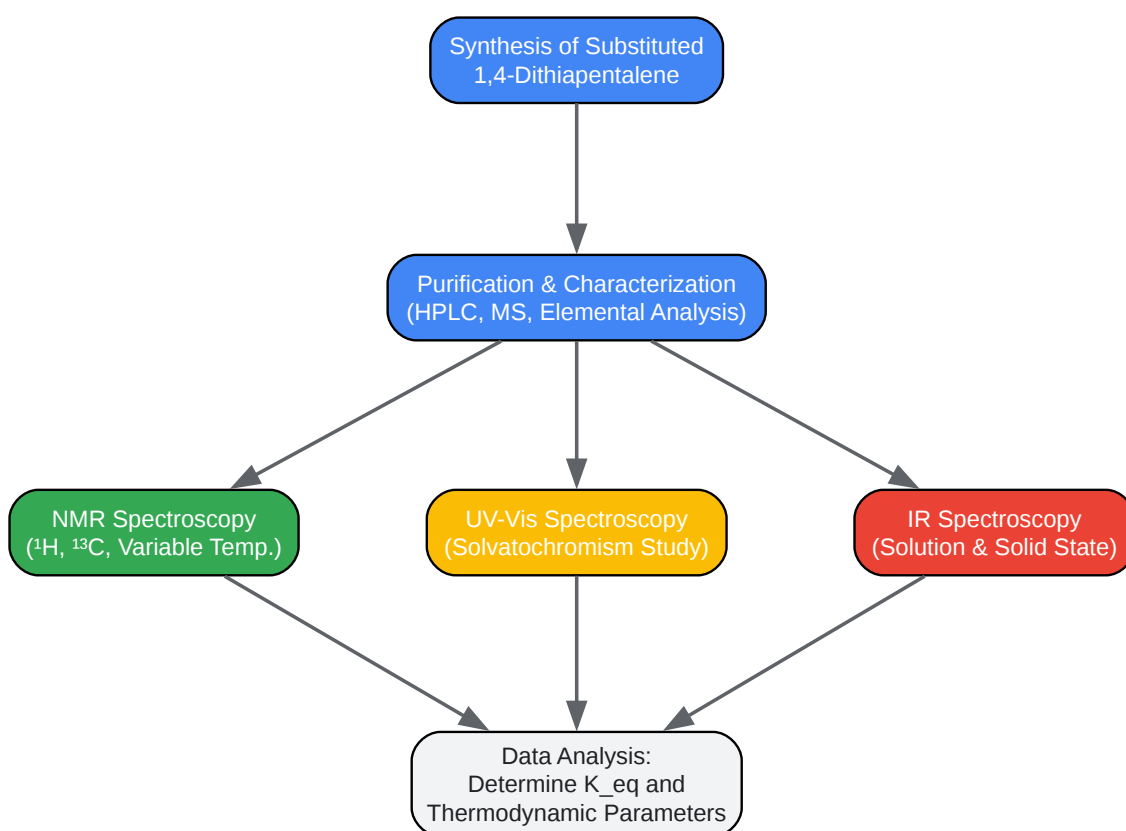 Synthesis of Substituted
1,4-Dithiapentalene
Purification & Characterization
(HPLC, MS, Elemental Analysis)
NMR Spectroscopy
(¹H, ¹³C, Variable Temp.)
UV-Vis Spectroscopy
(Solvatochromism Study)
IR Spectroscopy
(Solution & Solid State)
Data Analysis:
Determine K_eq and
Thermodynamic Parameters